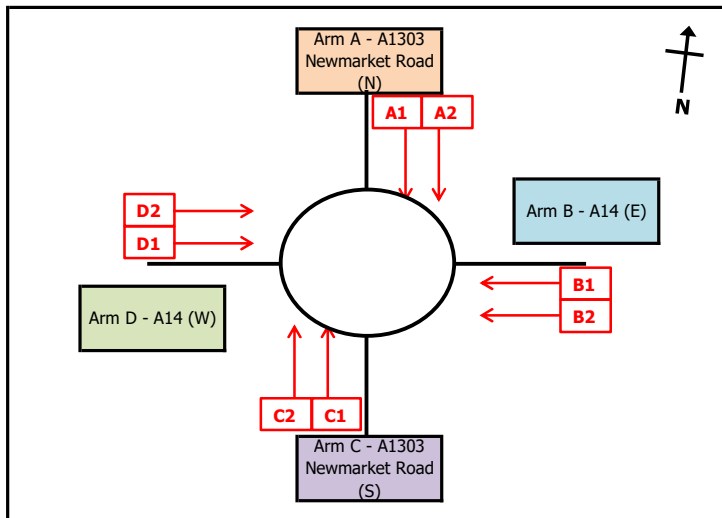 Arm A - A1303
Newmarket Road
(N)
A1 A2
N
D2
D1
Arm B - A14 (E)
B1
B2
Arm D - A14 (W)
C2 C1
Arm C - A1303
Newmarket Road
(S)